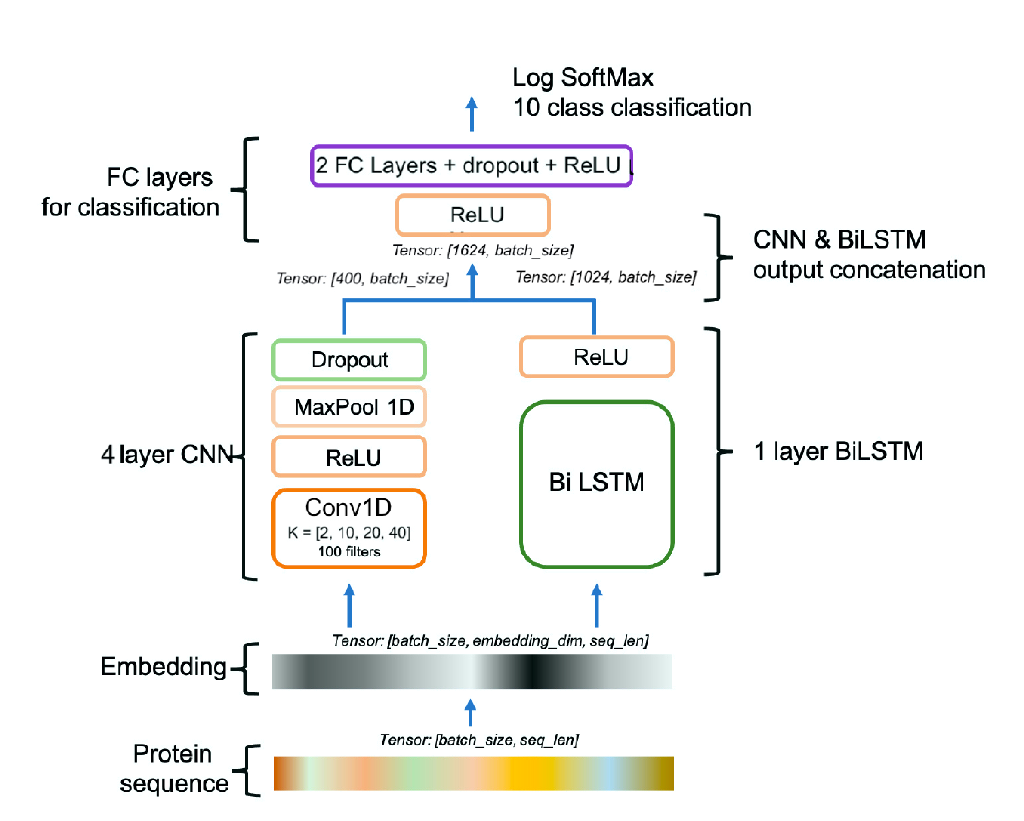 Log SoftMax
10 class classification
FC layers
for classification
2 FC Layers + dropout + ReLU
ReLU
Tensor: [1624, batch_size]
CNN & BiLSTM
output concatenation
Tensor: [400, batch_size]
Tensor: [1024, batch_size]
4 layer CNN
Dropout
MaxPool 1D
ReLU
Conv1D
K = [2, 10, 20, 40]
100 filters
ReLU
Bi LSTM
1 layer BiLSTM
Tensor: [batch_size, embedding_dim, seq_len]
Embedding
Tensor: [batch_size, seq_len]
Protein
sequence